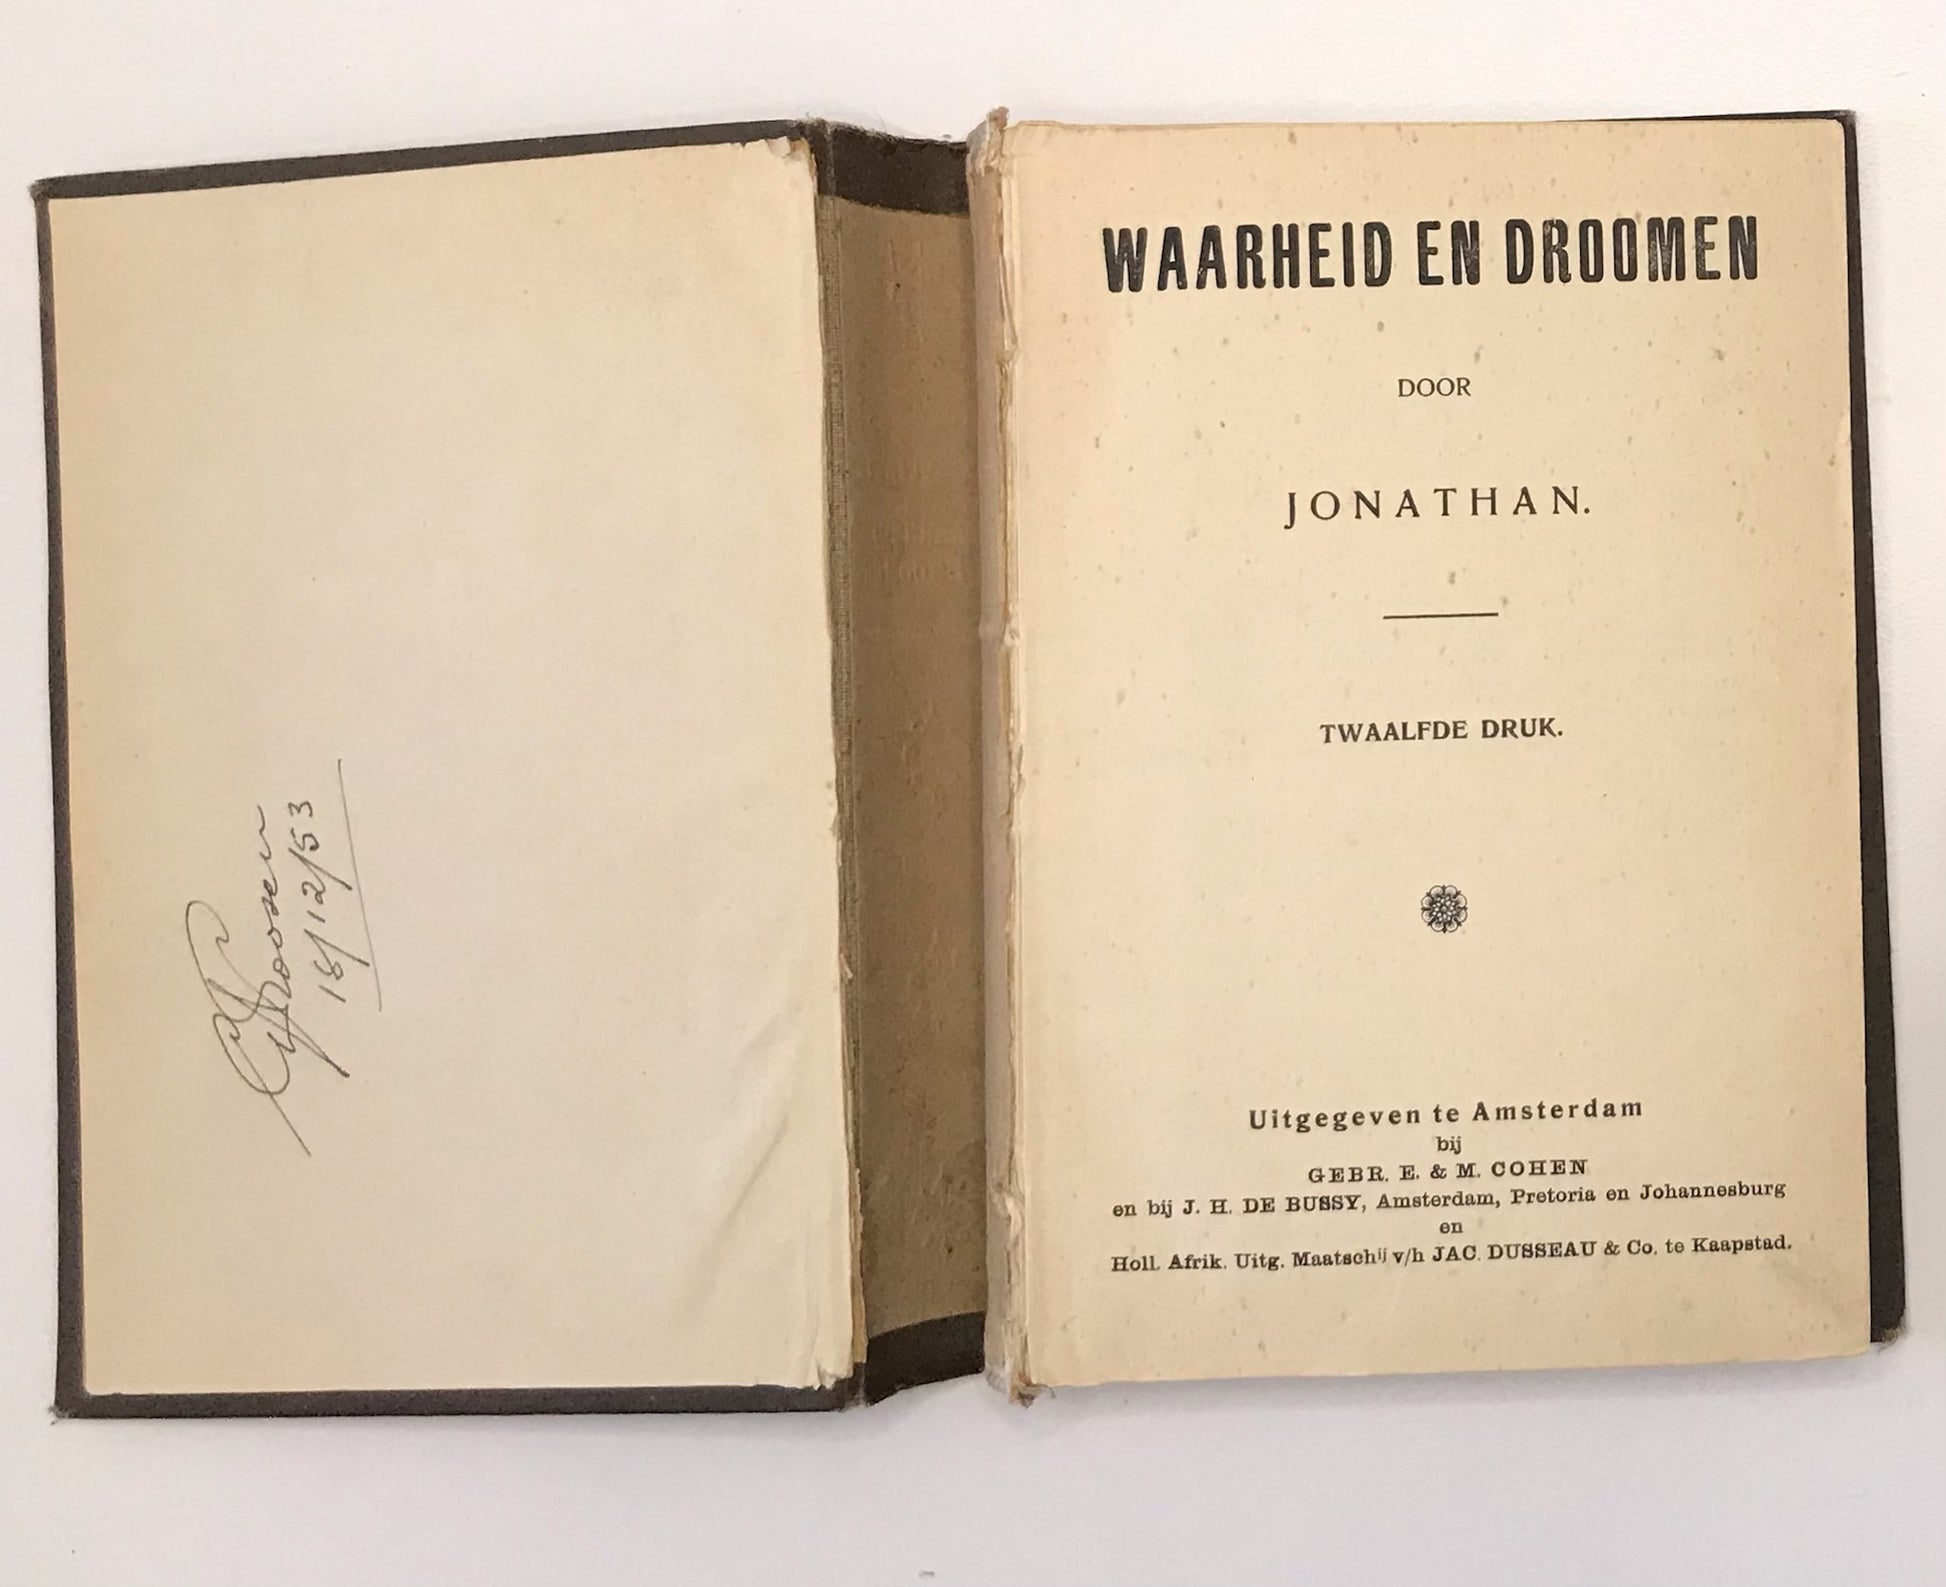 18/12/53
WAARHEID EN DROOMEN
DOOR
JONATHAN.
TWAALFDE DRUK.
Uitgegeven te Amsterdam
bij
GEBR. E. & M. COHEN
en bij J. H. DE BUSSY, Amsterdam, Pretoria en Johannesburg
en
Holl. Afrik. Uitg. Maatschij v/h JAC. DUSSEAU & Co. te Kaapstad.